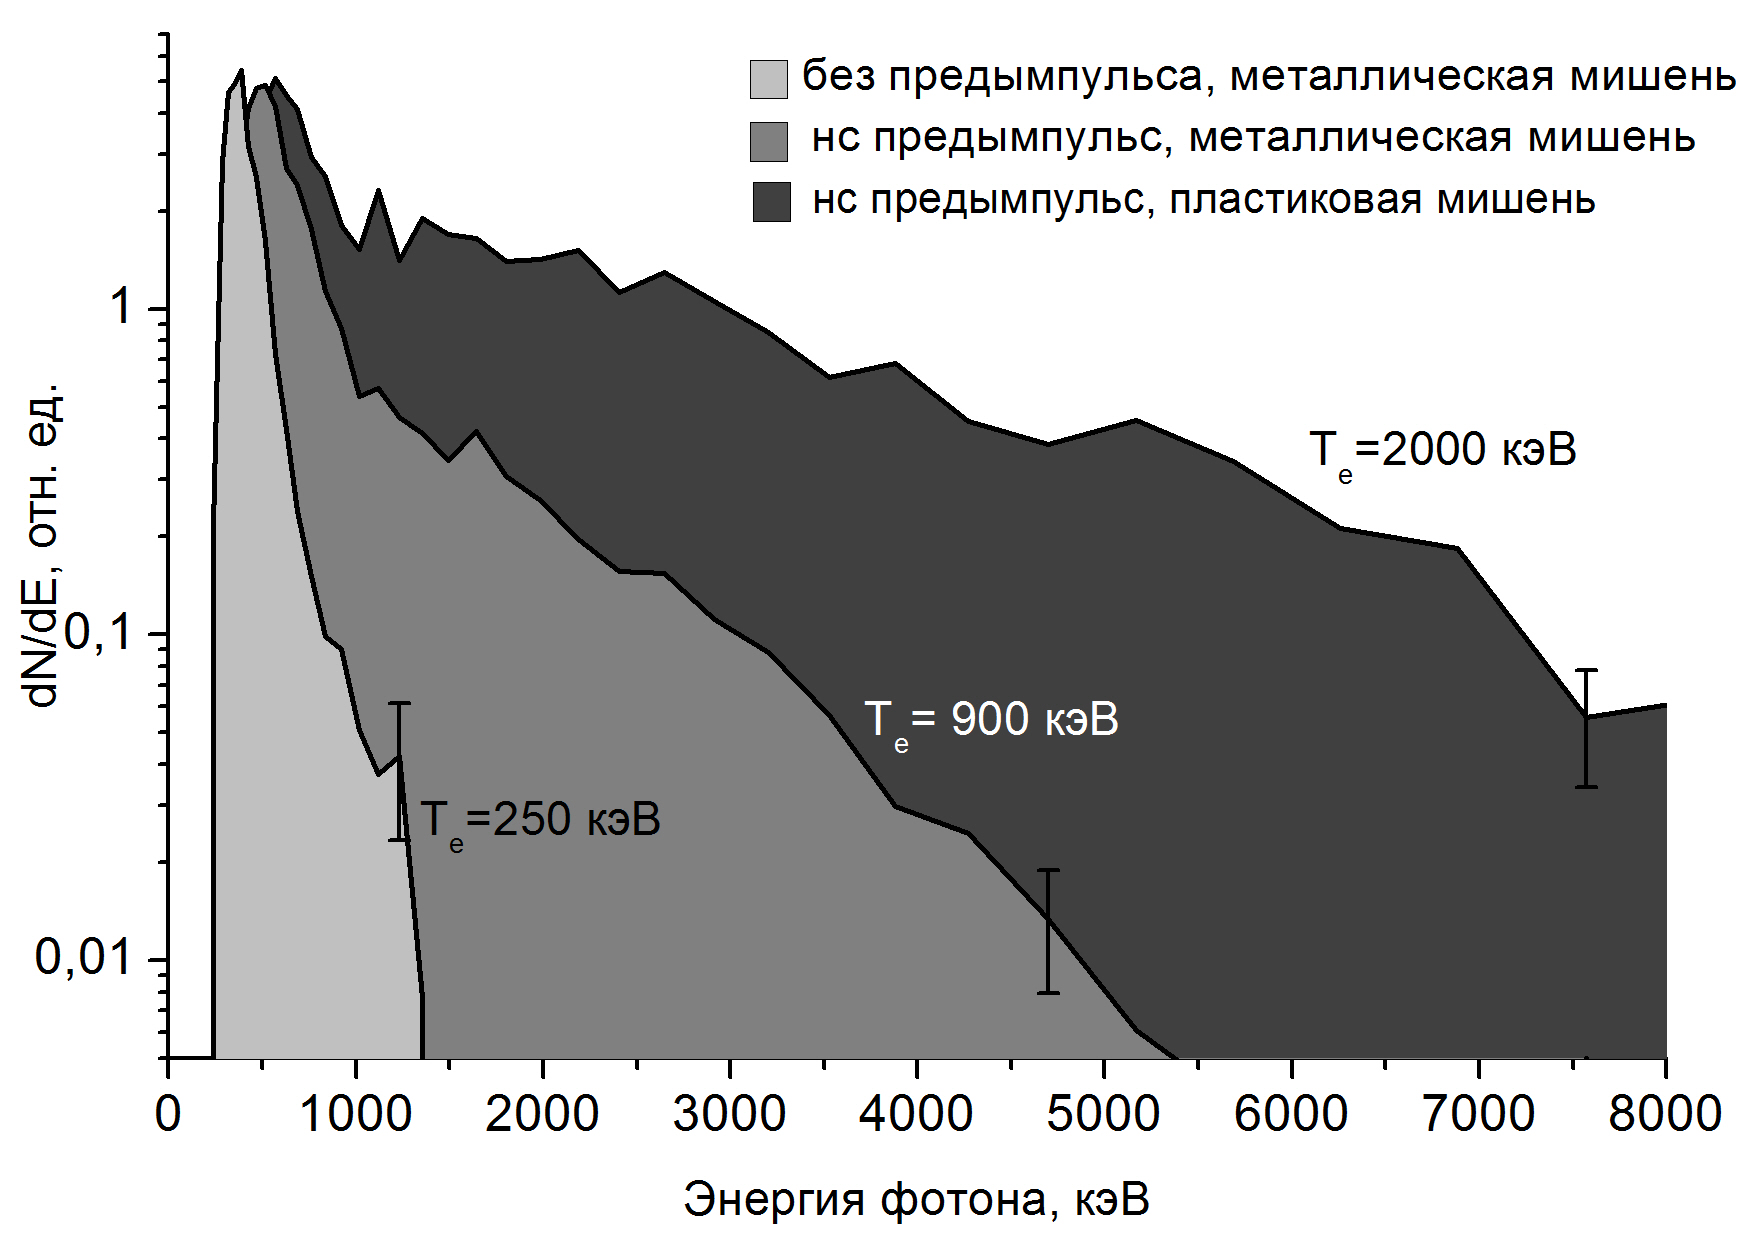 без предымпульса, металлическая мишень
нс предымпульс, металлическая мишень
нс предымпульс, пластиковая мишень
1
0,1
0,01
dN/dE, отн. ед.
Te=2000 кэВ
Te= 900 кэВ
Te=250 кэВ
0 1000 2000 3000 4000 5000 6000 7000 8000
Энергия фотона, кэВ